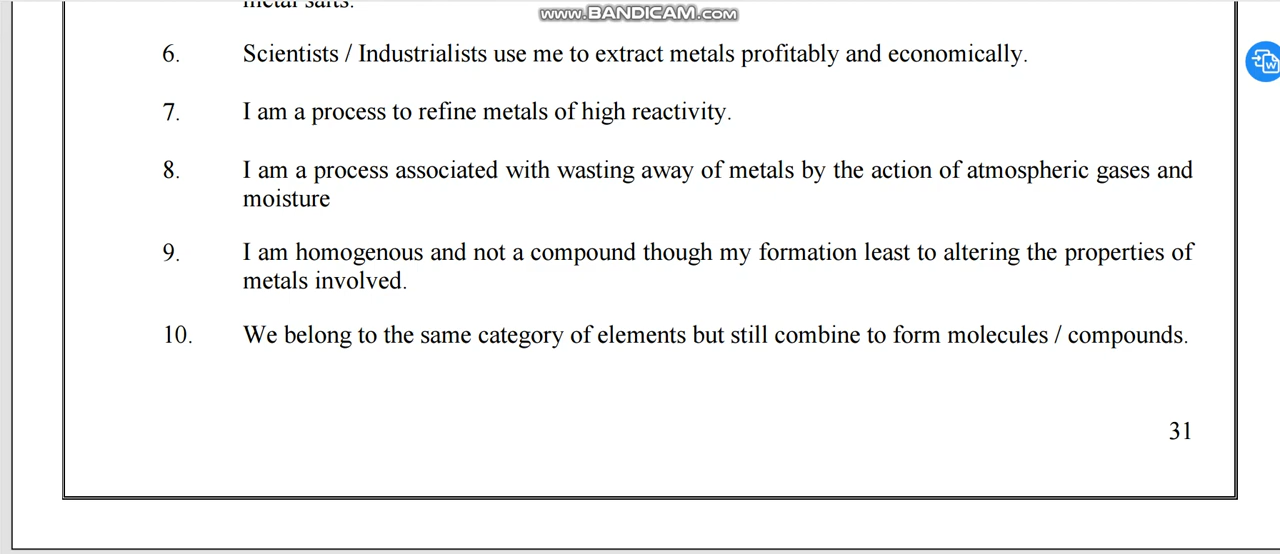 metal salts.
www.BANDICAM.com
6. Scientists / Industrialists use me to extract metals profitably and economically.
7. I am a process to refine metals of high reactivity.
8. I am a process associated with wasting away of metals by the action of atmospheric gases and
moisture
9. I am homogenous and not a compound though my formation least to altering the properties of
metals involved.
10. We belong to the same category of elements but still combine to form molecules / compounds.
31